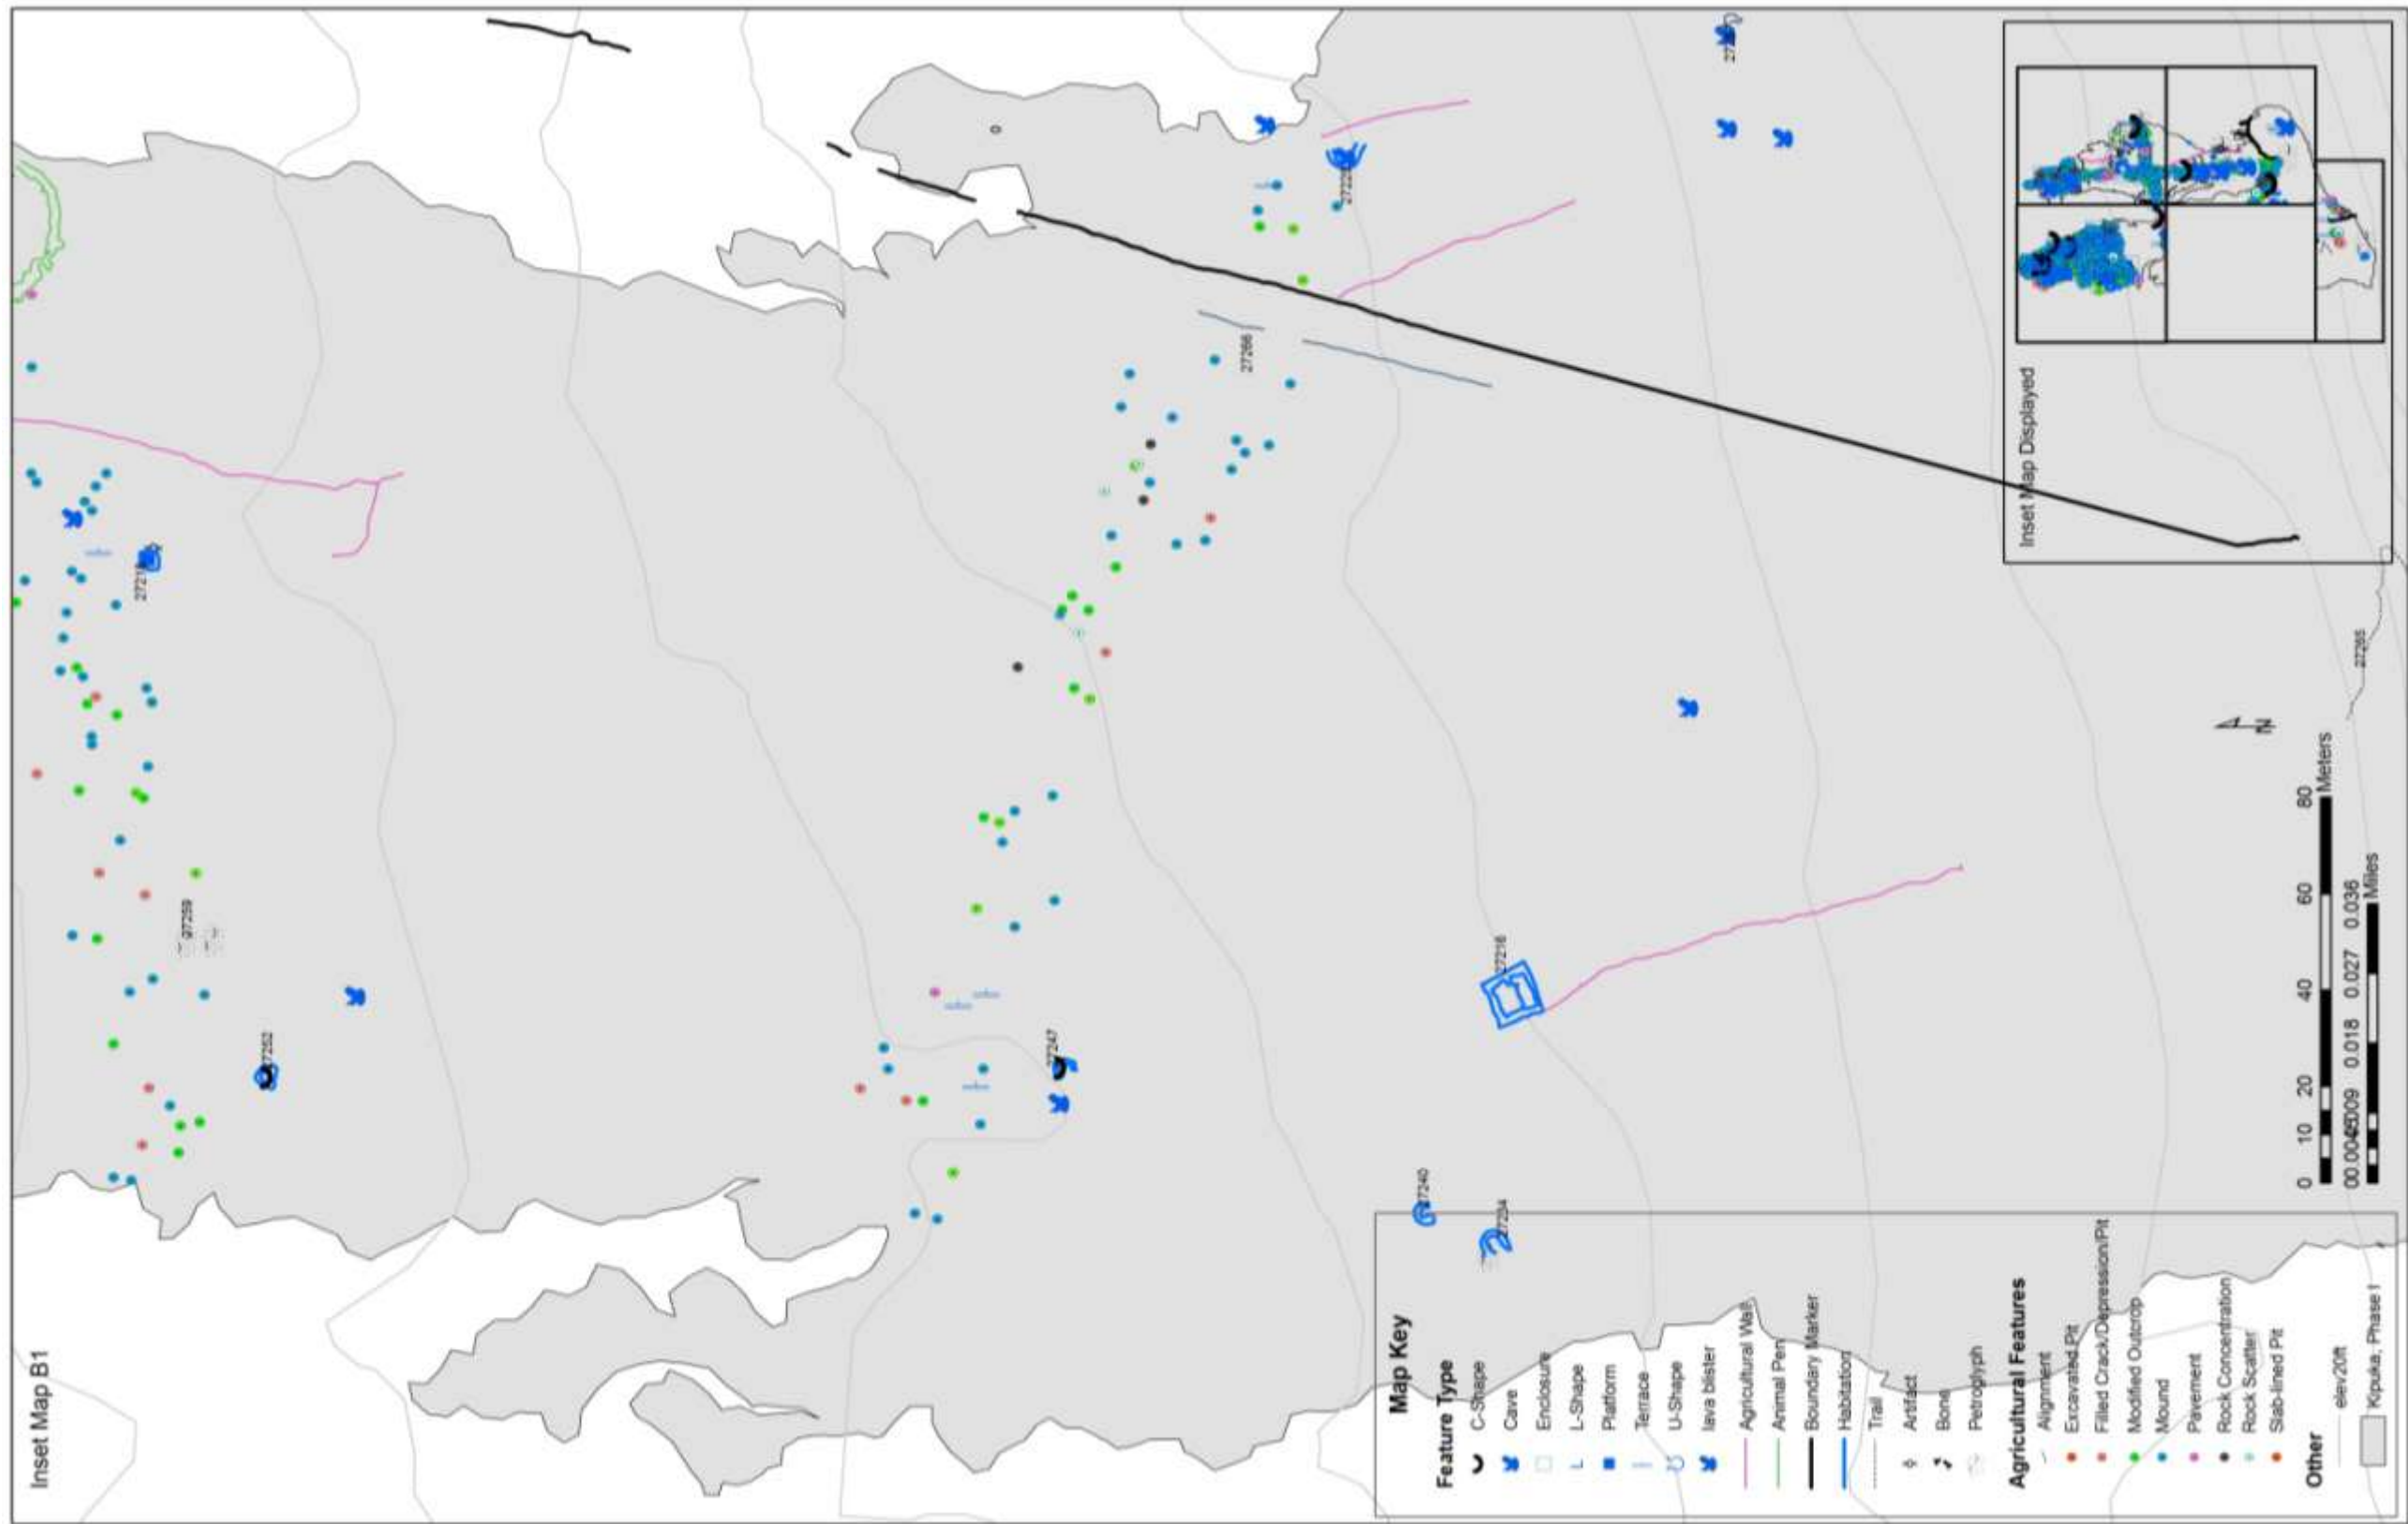 Inset Map B1
27259
27252
27247
27266
27216
27240
27265
Inset Map Displayed
N
0 10 20 40 60 80
Meters
0.018 0.027 0.036
Miles
Map Key
Feature Type
C-Shape
Cave
Enclosure
L-Shape
Platform
Terrace
U-Shape
lava blister
Agricultural Wall
Animal Pen
Boundary Marker
Habitation
Trail
Artifact
Bone
Petroglyph
Agricultural Features
Alignment
Excavated Pit
Filled Crack/Depression/Pit
Modified Outcrop
Mound
Pavement
Rock Concentration
Rock Scatter
Slab-lined Pit
Other
elev20ft
Kipuka, Phase I